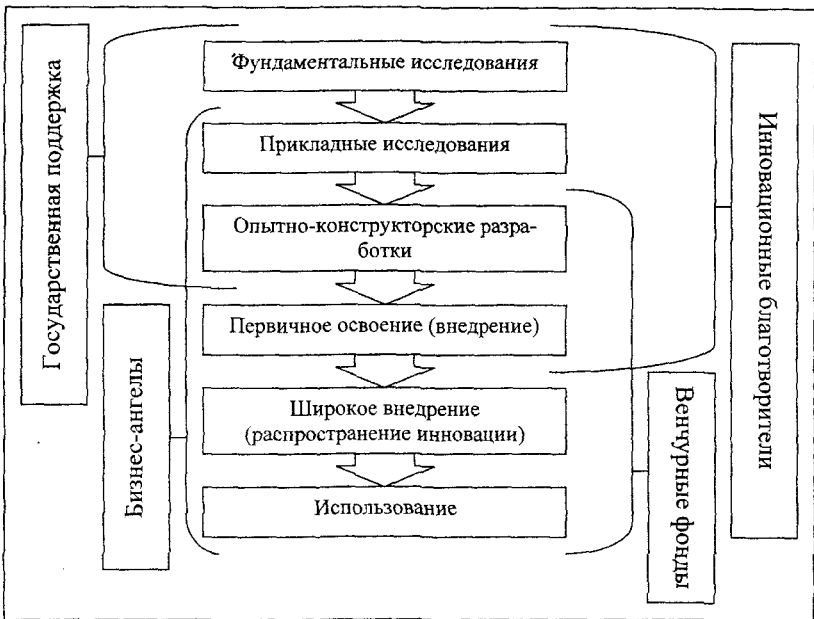 Государственная поддержка
Бизнес-ангелы
Фундаментальные исследования
Прикладные исследования
Опытно-конструкторские разра-
ботки
Первичное освоение (внедрение)
Широкое внедрение
(распространение инновации)
Использование
Венчурные фонды
Инновационные благотворители